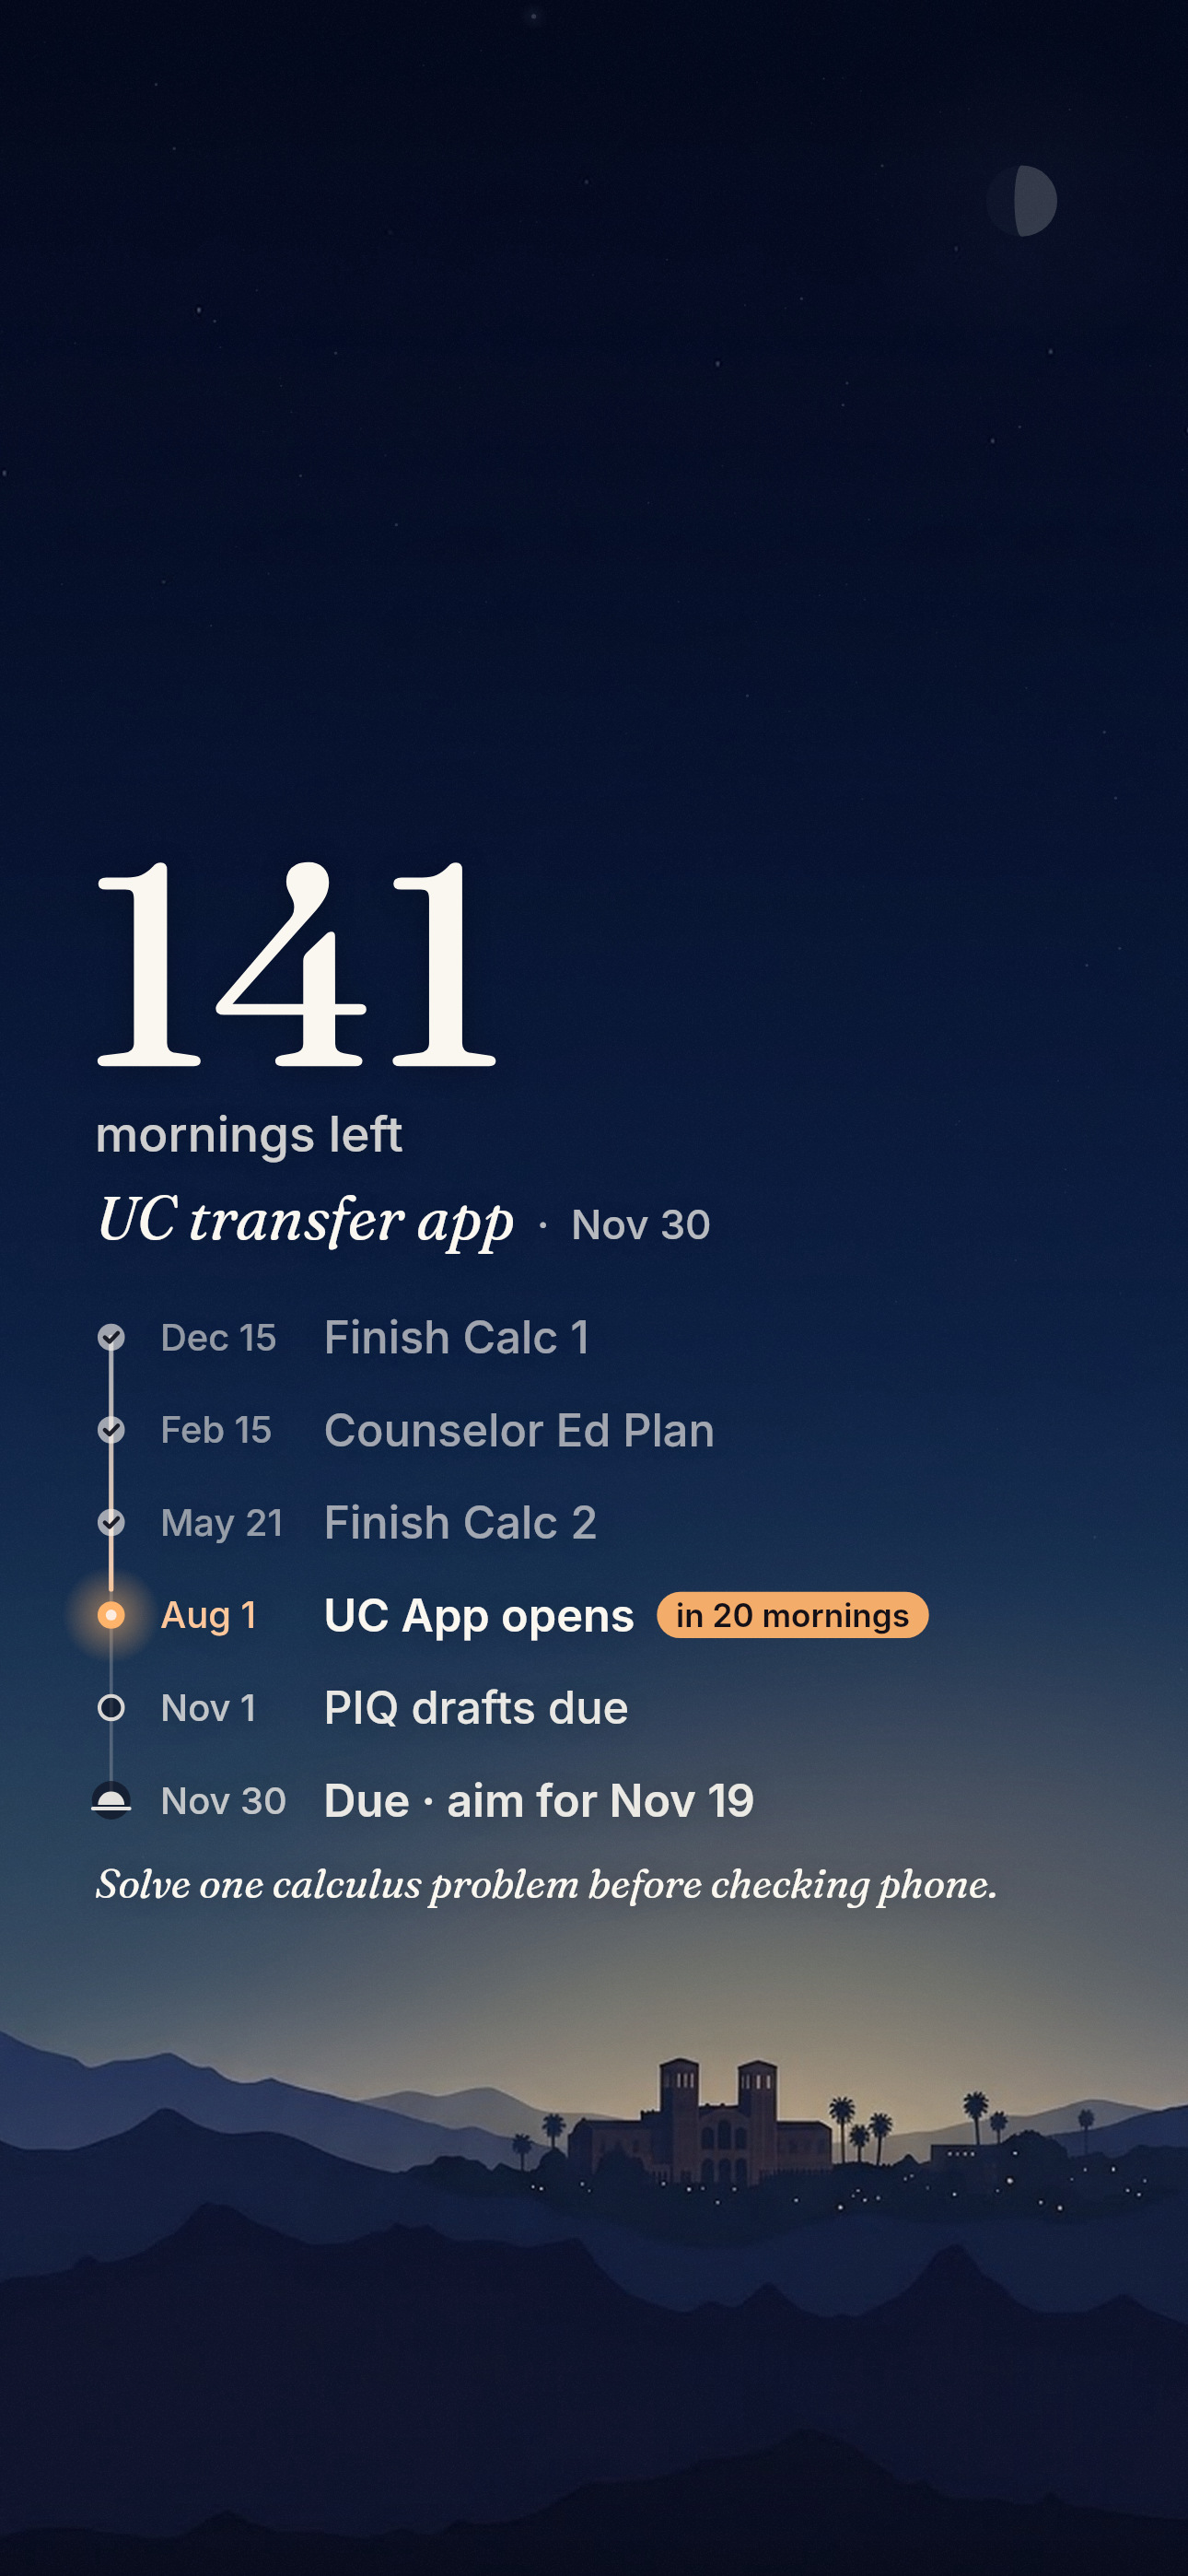 141
mornings left
UC transfer app · Nov 30
Dec 15 Finish Calc 1
Feb 15 Counselor Ed Plan
May 21 Finish Calc 2
Aug 1 UC App opens in 20 mornings
Nov 1 PIQ drafts due
Nov 30 Due · aim for Nov 19
Solve one calculus problem before checking phone.